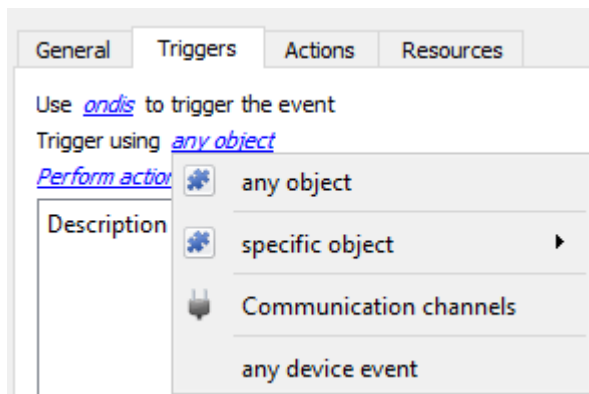 General Triggers Actions Resources
Use ondis to trigger the event
Trigger using any object
Perform action
any object
Description
specific object
Communication channels
any device event